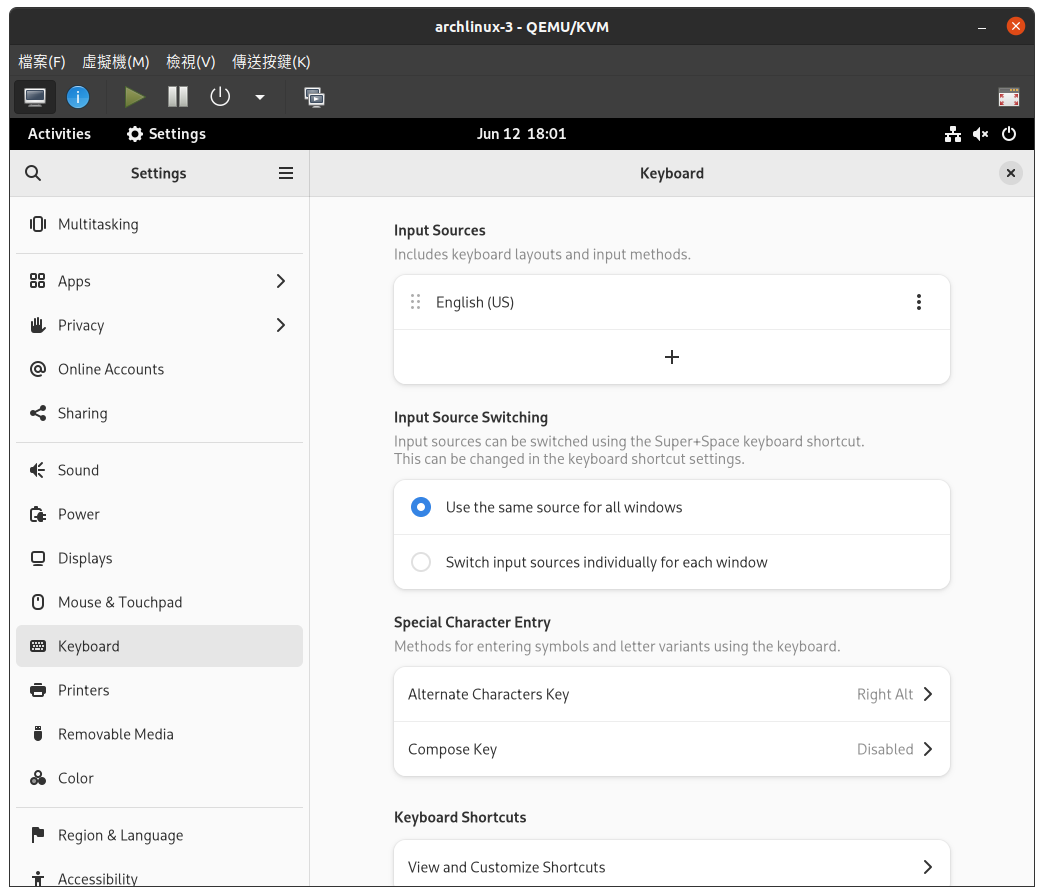 archlinux-3 - QEMU/KVM
檔案(F) 虛擬機(M) 檢視(V) 傳送按鍵(K)
Activities Settings Jun 12 18:01
Settings
Keyboard
Multitasking
Apps
Privacy
Online Accounts
Sharing
Sound
Power
Displays
Mouse & Touchpad
Keyboard
Printers
Removable Media
Color
Region & Language
Accessibility
Input Sources
Includes keyboard layouts and input methods.
English (US)
Input Source Switching
Input sources can be switched using the Super+Space keyboard shortcut.
This can be changed in the keyboard shortcut settings.
Use the same source for all windows
Switch input sources individually for each window
Special Character Entry
Methods for entering symbols and letter variants using the keyboard.
Alternate Characters Key Right Alt
Compose Key Disabled
Keyboard Shortcuts
View and Customize Shortcuts